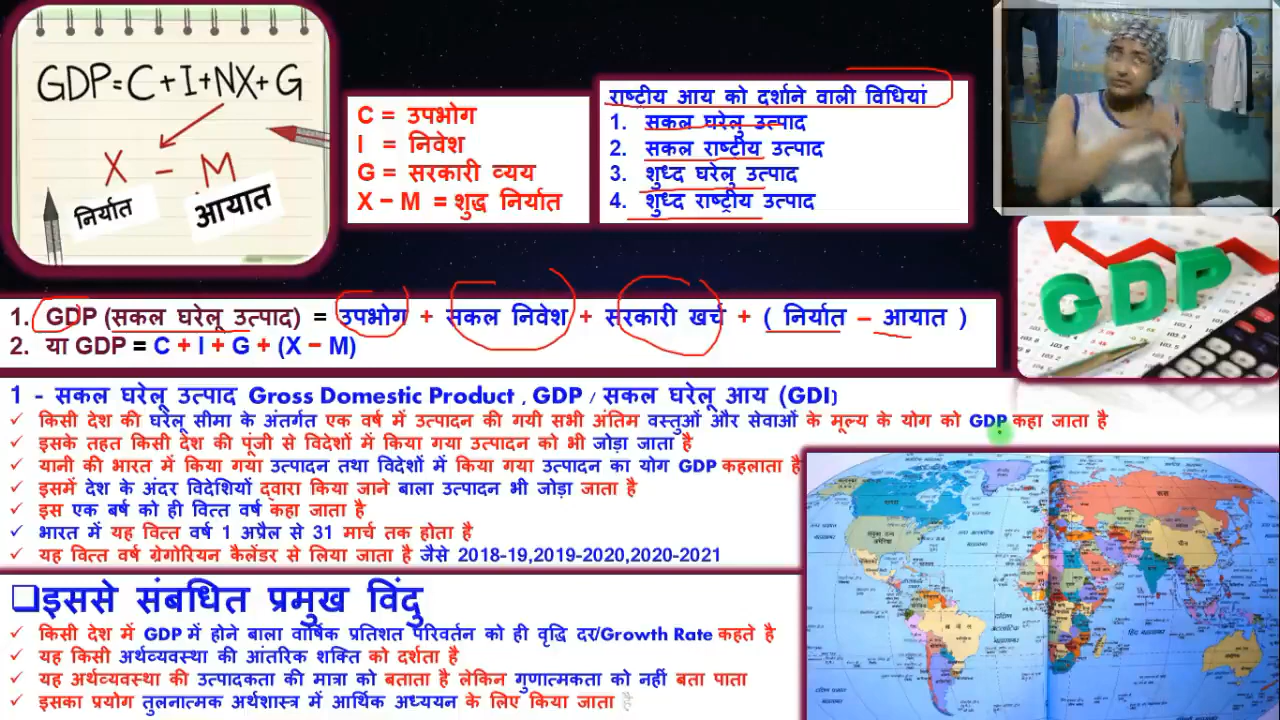 GDP=C+I+NX+G
X - M
निर्यात
आयात
C = उपभोग
I = निवेश
G = सरकारी व्यय
X − M = शुद्ध निर्यात
राष्ट्रीय आय को दर्शाने वाली विधियां
1. सकल घरेलु उत्पाद
2. सकल राष्ट्रीय उत्पाद
3. शुध्द घरेलु उत्पाद
4. शुध्द राष्ट्रीय उत्पाद
GDP
1. GDP (सकल घरेलू उत्पाद) = उपभोग + सकल निवेश + सरकारी खर्च + ( निर्यात − आयात )
2. या GDP = C + I + G + (X − M)
1 - सकल घरेलू उत्पाद Gross Domestic Product , GDP / सकल घरेलू आय (GDI)
✓ किसी देश की घरेलू सीमा के अंतर्गत एक वर्ष में उत्पादन की गयी सभी अंतिम वस्तुओं और सेवाओं के मूल्य के योग को GDP कहा जाता है
✓ इसके तहत किसी देश की पूंजी से विदेशों में किया गया उत्पादन को भी जोड़ा जाता है
✓ यानी की भारत में किया गया उत्पादन तथा विदेशों में किया गया उत्पादन का योग GDP कहलाता है
✓ इसमें देश के अंदर विदेशियों द्वारा किया जाने बाला उत्पादन भी जोड़ा जाता है
✓ इस एक बर्ष को ही वित्त वर्ष कहा जाता है
✓ भारत में यह वित्त वर्ष 1 अप्रैल से 31 मार्च तक होता है
✓ यह वित्त वर्ष ग्रेगोरियन कैलेंडर से लिया जाता है जैसे 2018-19,2019-2020,2020-2021
❑इससे संबधित प्रमुख विंदु
✓ किसी देश में GDP में होने बाला वार्षिक प्रतिशत परिवर्तन को ही वृद्धि दर/Growth Rate कहते है
✓ यह किसी अर्थव्यवस्था की आंतरिक शक्ति को दर्शता है
✓ यह अर्थव्यवस्था की उत्पादकता की मात्रा को बताता है लेकिन गुणात्मकता को नहीं बता पाता
✓ इसका प्रयोग तुलनात्मक अर्थशास्त्र में आर्थिक अध्ययन के लिए किया जाता है